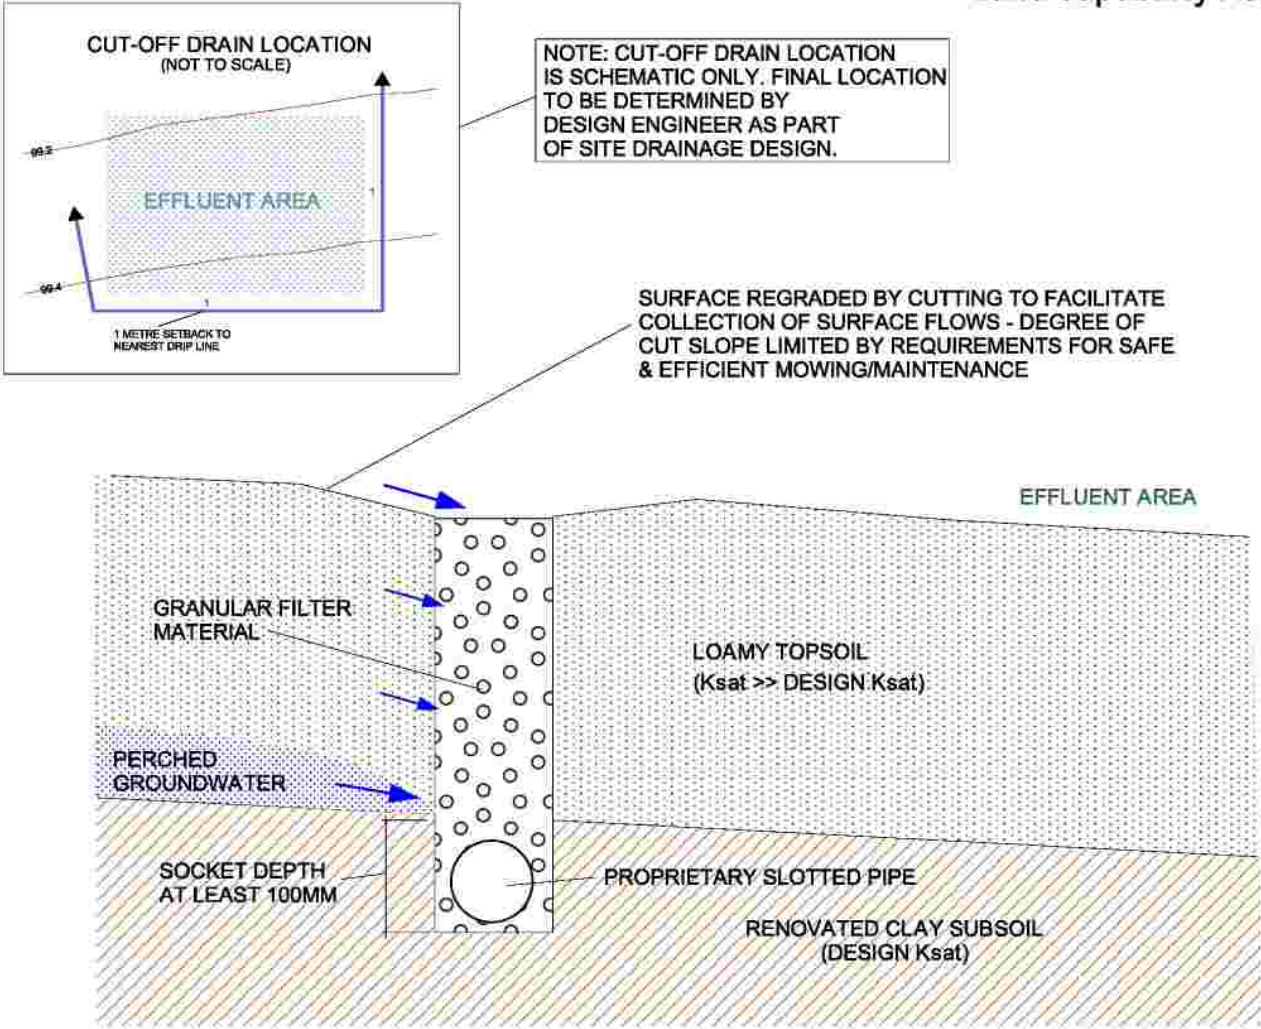 CUT-OFF DRAIN LOCATION
(NOT TO SCALE)
99.2
EFFLUENT AREA
1
99.4
1
1 METRE SETBACK TO
NEAREST DRIP LINE
NOTE: CUT-OFF DRAIN LOCATION
IS SCHEMATIC ONLY. FINAL LOCATION
TO BE DETERMINED BY
DESIGN ENGINEER AS PART
OF SITE DRAINAGE DESIGN.
SURFACE REGRADED BY CUTTING TO FACILITATE
COLLECTION OF SURFACE FLOWS - DEGREE OF
CUT SLOPE LIMITED BY REQUIREMENTS FOR SAFE
& EFFICIENT MOWING/MAINTENANCE
EFFLUENT AREA
GRANULAR FILTER
MATERIAL
LOAMY TOPSOIL
(Ksat >> DESIGN Ksat)
PERCHED
GROUNDWATER
SOCKET DEPTH
AT LEAST 100MM
PROPRIETARY SLOTTED PIPE
RENOVATED CLAY SUBSOIL
(DESIGN Ksat)